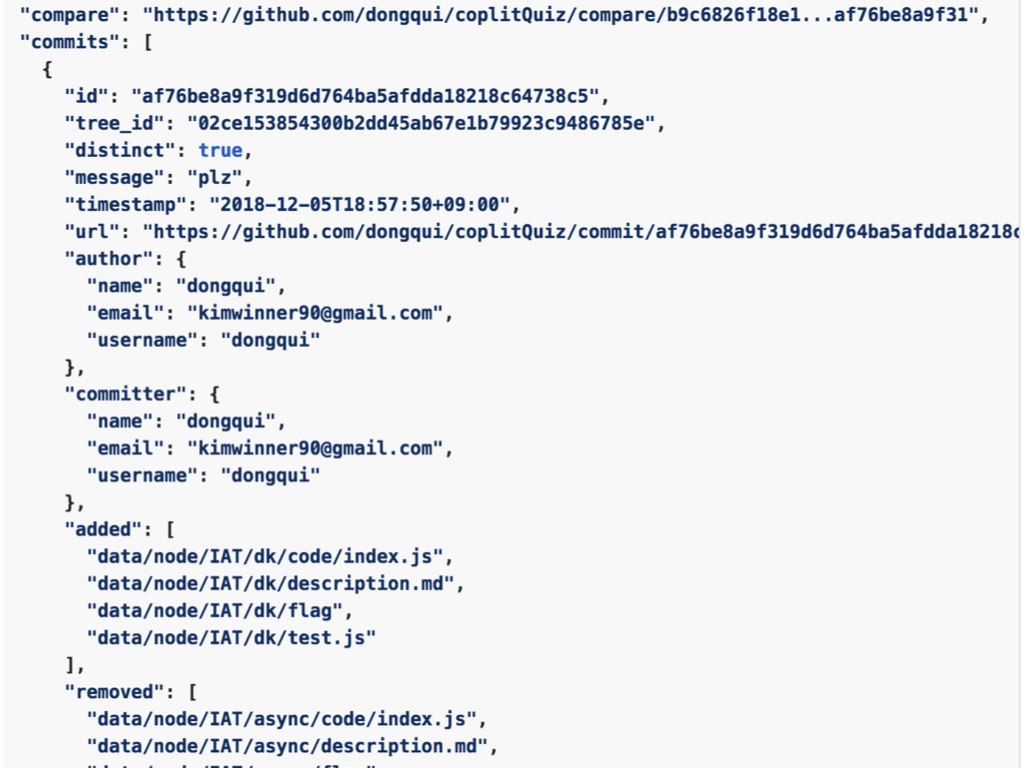 "compare": "https://github.com/dongqui/coplitQuiz/compare/b9c6826f18e1...af76be8a9f31",
"commits": [
{
"id": "af76be8a9f319d6d764ba5afdda18218c64738c5",
"tree_id": "02ce153854300b2dd45ab67e1b79923c9486785e",
"distinct": true,
"message": "plz",
"timestamp": "2018-12-05T18:57:50+09:00",
"url": "https://github.com/dongqui/coplitQuiz/commit/af76be8a9f319d6d764ba5afdda18218c
"author": {
"name": "dongqui",
"email": "kimwinner90@gmail.com",
"username": "dongqui"
},
"committer": {
"name": "dongqui",
"email": "kimwinner90@gmail.com",
"username": "dongqui"
},
"added": [
"data/node/IAT/dk/code/index.js",
"data/node/IAT/dk/description.md",
"data/node/IAT/dk/flag",
"data/node/IAT/dk/test.js"
],
"removed": [
"data/node/IAT/async/code/index.js",
"data/node/IAT/async/description.md",